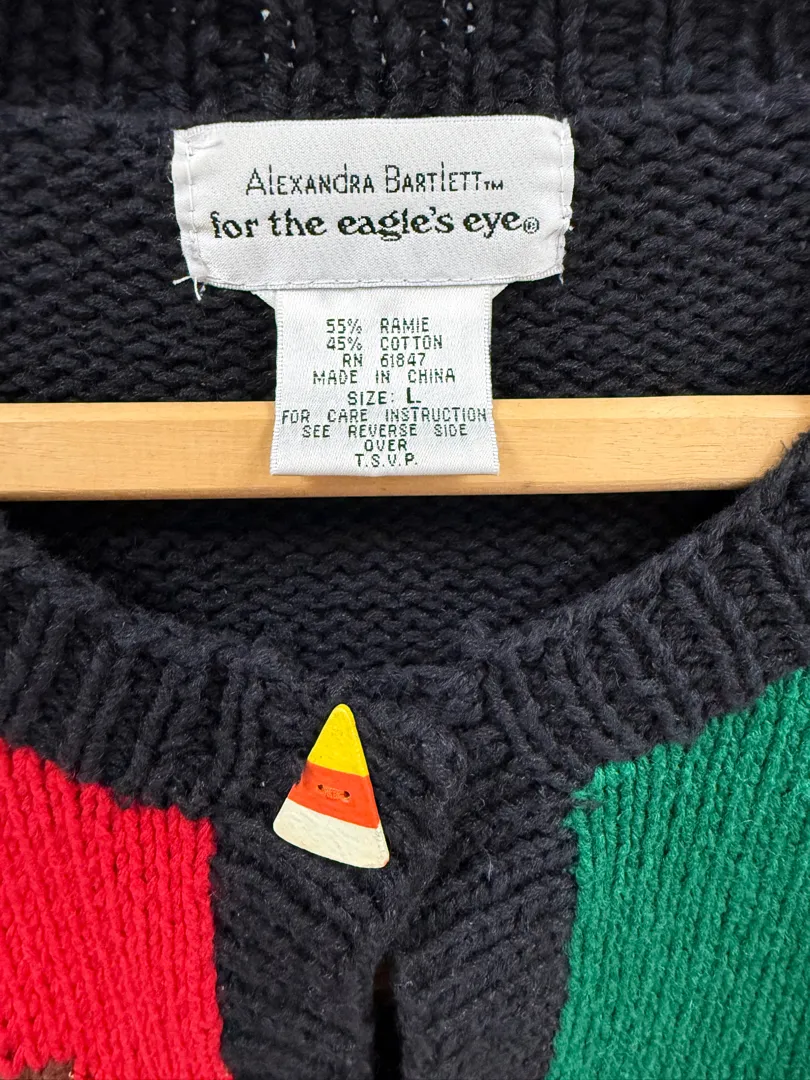 ALEXANDRA BARTLETT™
for the eagle's eye®
55% RAMIE
45% COTTON
RN 61847
MADE IN CHINA
SIZE: L
FOR CARE INSTRUCTION
SEE REVERSE SIDE
OVER
T.S.V.P.